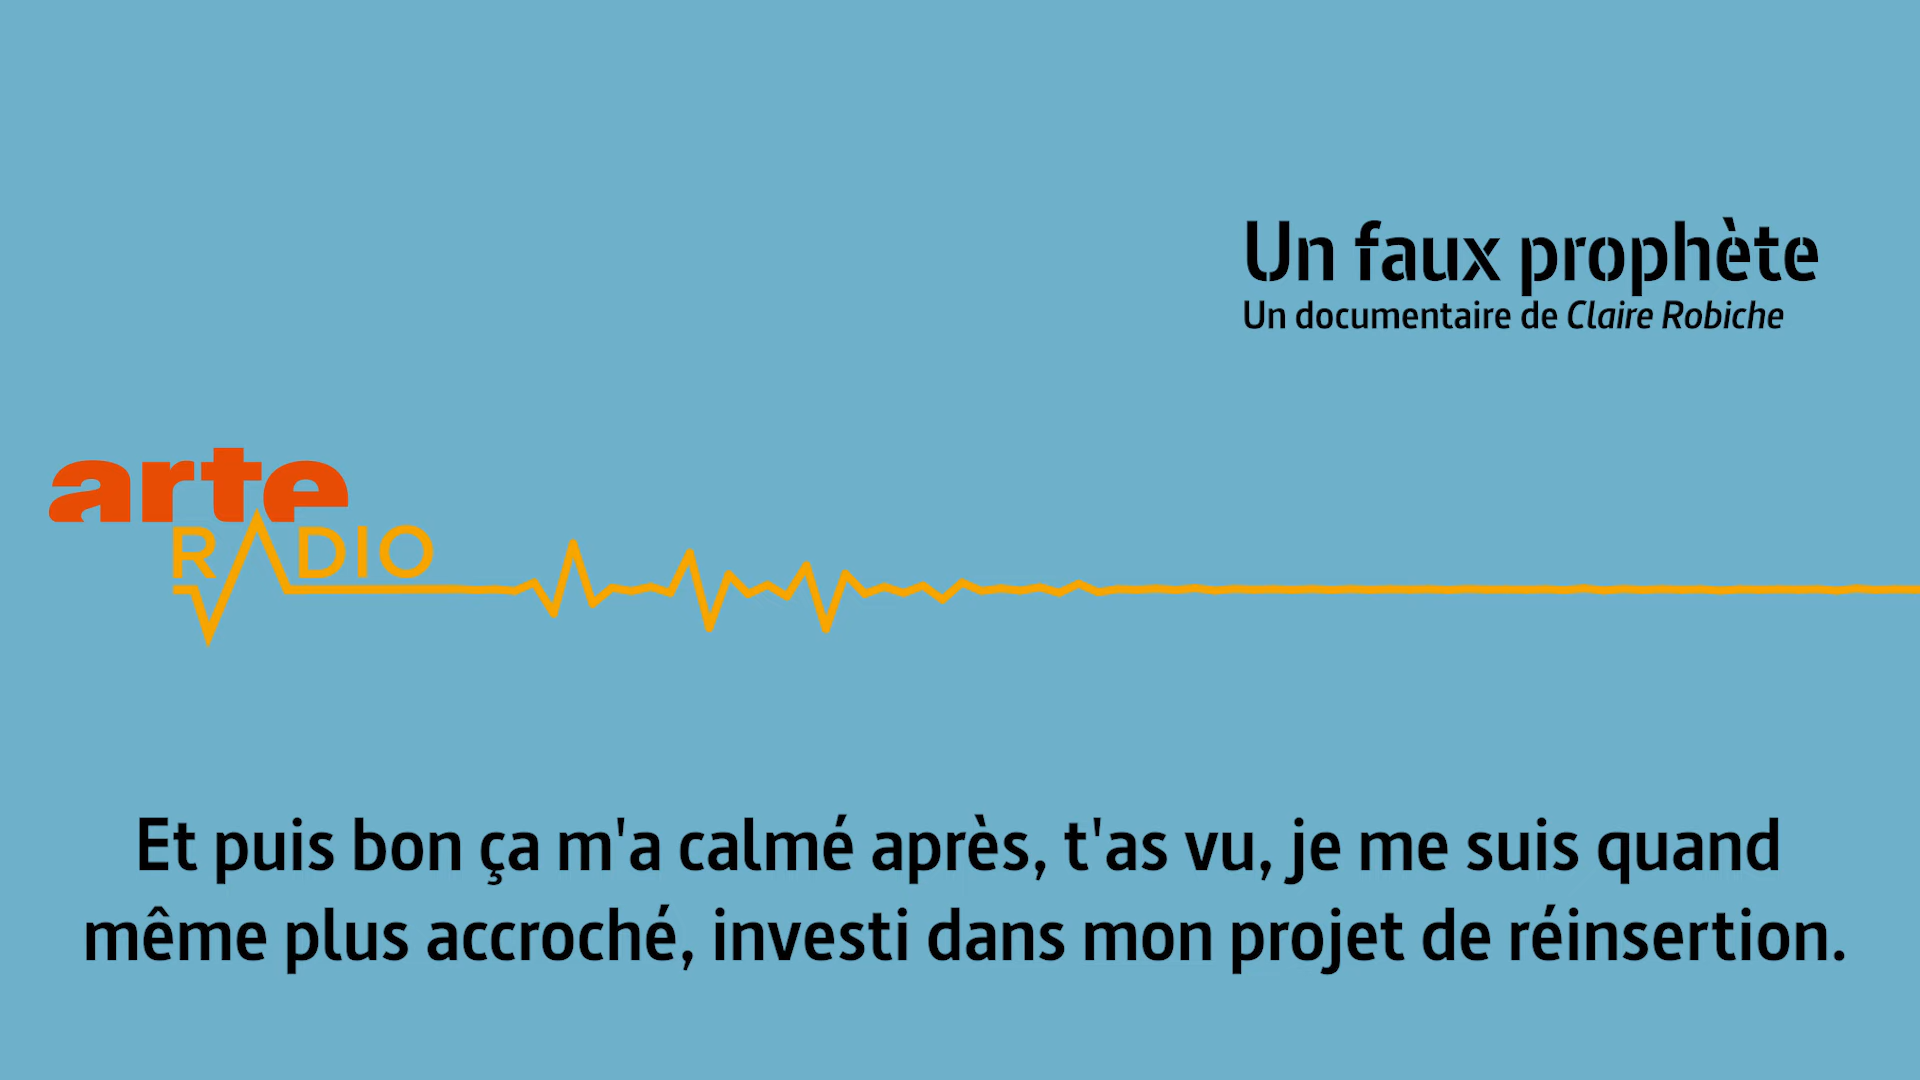 Un faux prophète
Un documentaire de Claire Robiche
arte
RADIO
Et puis bon ça m'a calmé après, t'as vu, je me suis quand
même plus accroché, investi dans mon projet de réinsertion.